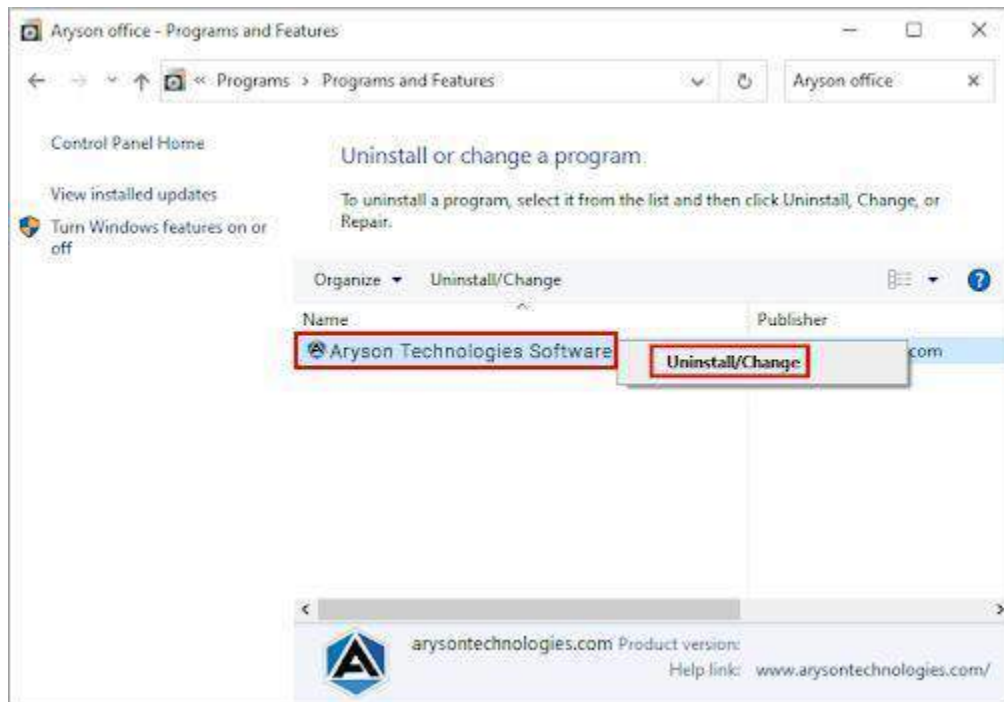 Aryson office - Programs and Features
« Programs > Programs and Features
Aryson office
Control Panel Home
View installed updates
Turn Windows features on or
off
Uninstall or change a program
To uninstall a program, select it from the list and then click Uninstall, Change, or
Repair.
Organize Uninstall/Change
Name Publisher
Aryson Technologies Software
Uninstall/Change
com
arysontechnologies.com Product version:
Help link: www.arysontechnologies.com/